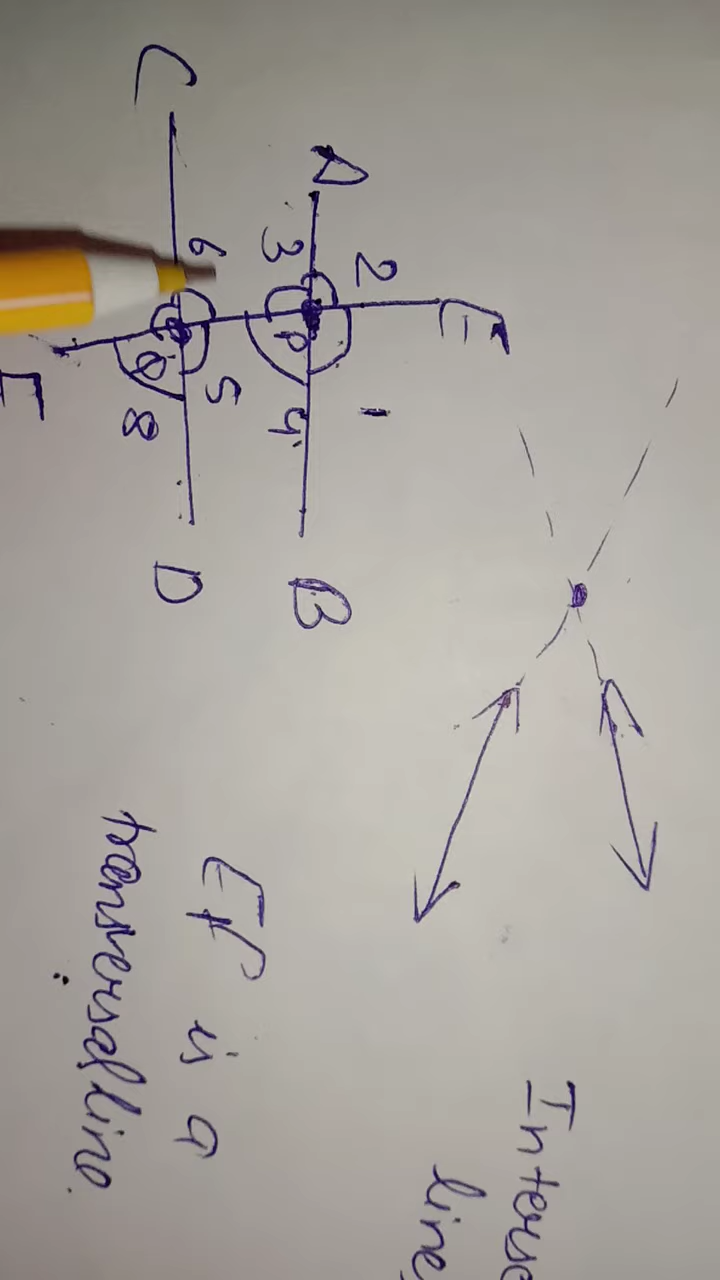 Interse
line
E
2 1
A B
3 P 4
EF is a
6 5
C D
Q 8
transversal line.
F